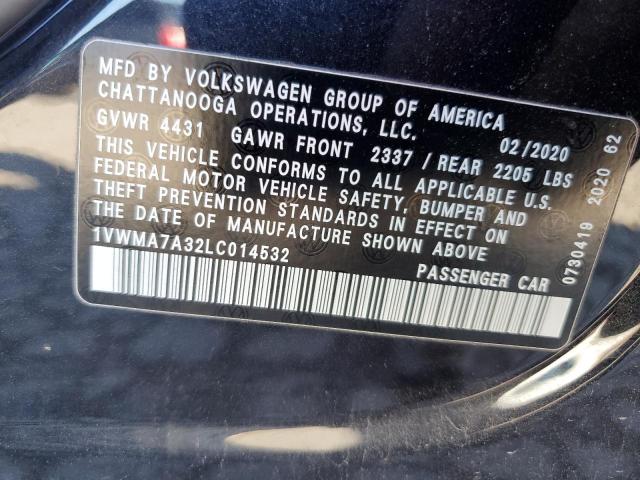 MFD BY VOLKSWAGEN GROUP OF AMERICA
CHATTANOOGA OPERATIONS, LLC.
GVWR 4431 GAWR FRONT 2337 / REAR 2205 LBS 02/2020
THIS VEHICLE CONFORMS TO ALL APPLICABLE U.S.
FEDERAL MOTOR VEHICLE SAFETY, BUMPER AND
THEFT PREVENTION STANDARDS IN EFFECT ON
THE DATE OF MANUFACTURE SHOWN ABOVE
1VWMA7A32LC014532 PASSENGER CAR
0730419 2020 62